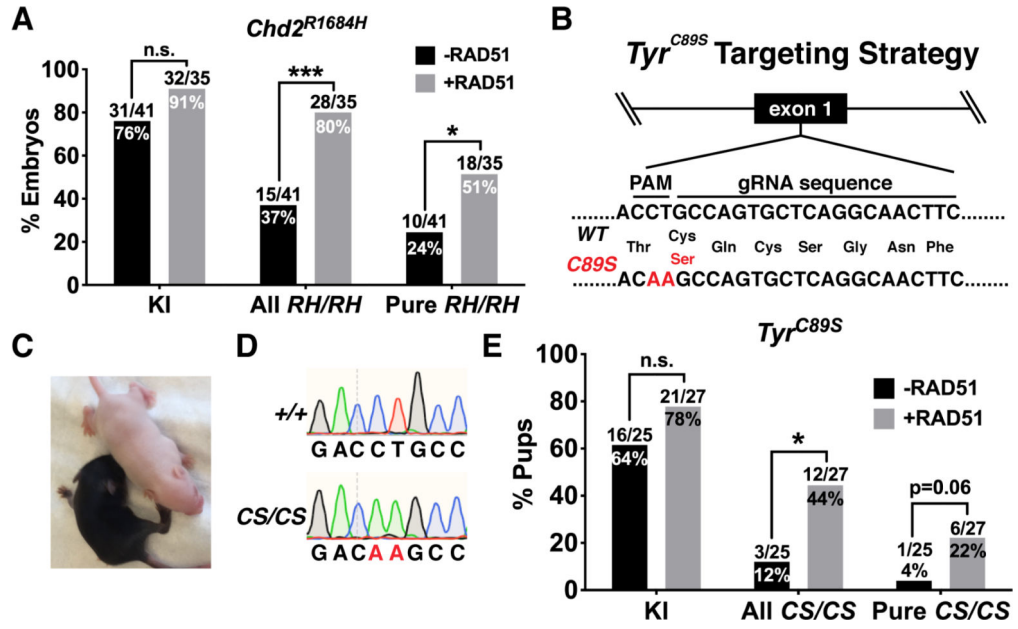 A
Chd2R1684H
n.s.
***
*
-RAD51
+RAD51
% Embryos
100
80
60
40
20
0
31/41
76%
32/35
91%
15/41
37%
28/35
80%
10/41
24%
18/35
51%
KI
All RH/RH
Pure RH/RH
B
TyrC89S Targeting Strategy
exon 1
PAM
gRNA sequence
........ACCTGCCAGTGCTCAGGCAACTTC........
WT
Thr Cys Gln Cys Ser Gly Asn Phe
C89S
Ser
........ACAAGCCAGTGCTCAGGCAACTTC........
C
D
+/+
G A C C T G C C
CS/CS
G A C A A G C C
E
TyrC89S
n.s.
*
p=0.06
-RAD51
+RAD51
% Pups
100
80
60
40
20
0
16/25
64%
21/27
78%
3/25
12%
12/27
44%
1/25
4%
6/27
22%
KI
All CS/CS
Pure CS/CS